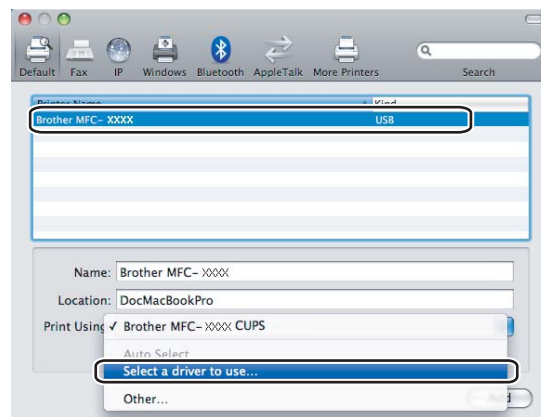 Default Fax IP Windows Bluetooth AppleTalk More Printers Search
Printer Name Kind
Brother MFC- XXXX USB
Name: Brother MFC- XXXX
Location: DocMacBookPro
Print Using ✓ Brother MFC- XXXX CUPS
Auto Select
Select a driver to use...
Other...